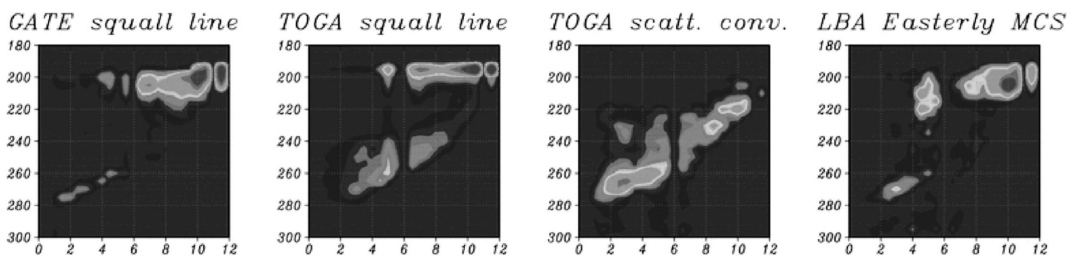 GATE squall line TOGA squall line TOGA scatt. conv. LBA Easterly MCS
180 180 180 180
200 200 200 200
220 220 220 220
240 240 240 240
260 260 260 260
280 280 280 280
300 300 300 300
0 2 4 6 8 10 12 0 2 4 6 8 10 12 0 2 4 6 8 10 12 0 2 4 6 8 10 12